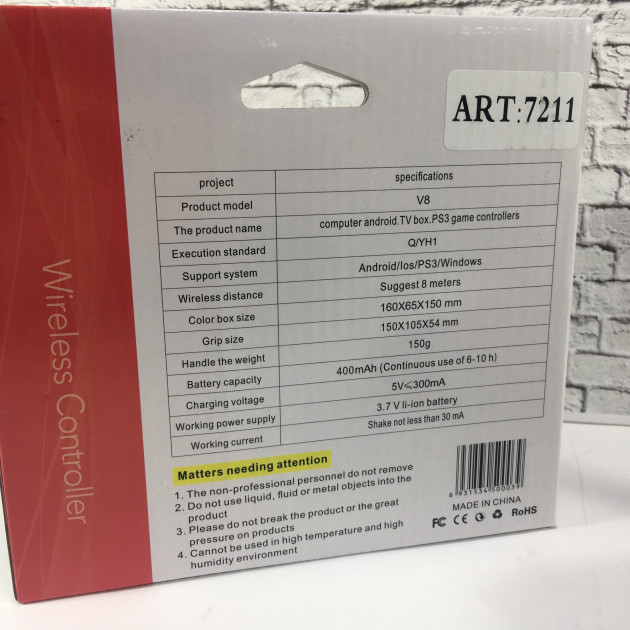 ART:7211
project specifications
Product model V8
The product name computer android.TV box.PS3 game controllers
Execution standard Q/YH1
Support system Android/Ios/PS3/Windows
Wireless distance Suggest 8 meters
Color box size 160X65X150 mm
Grip size 150X105X54 mm
Handle the weight 150g
Battery capacity 400mAh (Continuous use of 6-10 h)
Charging voltage 5V⩽300mA
Working power supply 3.7 V li-ion battery
Working current Shake not less than 30 mA
Wireless Controller
Matters needing attention
1. The non-professional personnel do not remove
2. Do not use liquid, fluid or metal objects into the
product
3. Please do not break the product or the great
pressure on products
4. Cannot be used in high temperature and high
humidity environment
6 931534 500039
MADE IN CHINA
FC CE RoHS